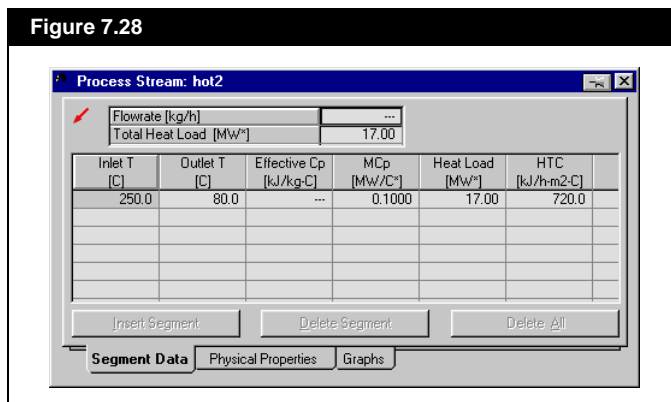 Figure 7.28
Process Stream: hot2
Flowrate [kg/h] ---
Total Heat Load [MW*] 17.00
Inlet T Outlet T Effective Cp MCp Heat Load HTC
[C] [C] [kJ/kg-C] [MW/C*] [MW*] [kJ/h-m2-C]
250.0 80.0 --- 0.1000 17.00 720.0
Insert Segment Delete Segment Delete All
Segment Data Physical Properties Graphs